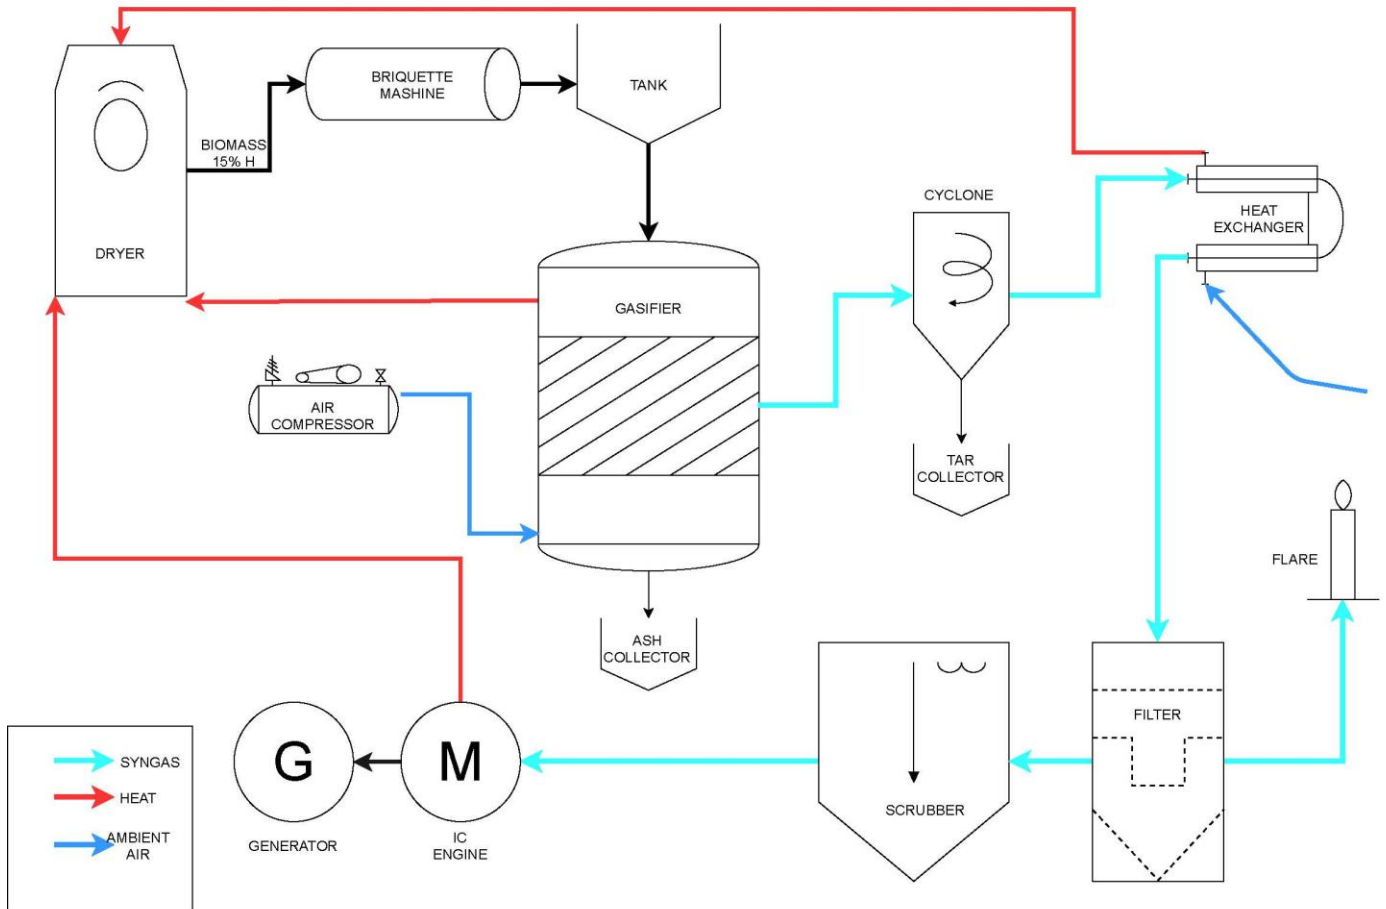 BRIQUETTE
MASHINE
TANK
BIOMASS
15% H
DRYER
CYCLONE
HEAT
EXCHANGER
GASIFIER
AIR
COMPRESSOR
TAR
COLLECTOR
FLARE
ASH
COLLECTOR
FILTER
SCRUBBER
G
M
GENERATOR
IC
ENGINE
SYNGAS
HEAT
AMBIENT
AIR